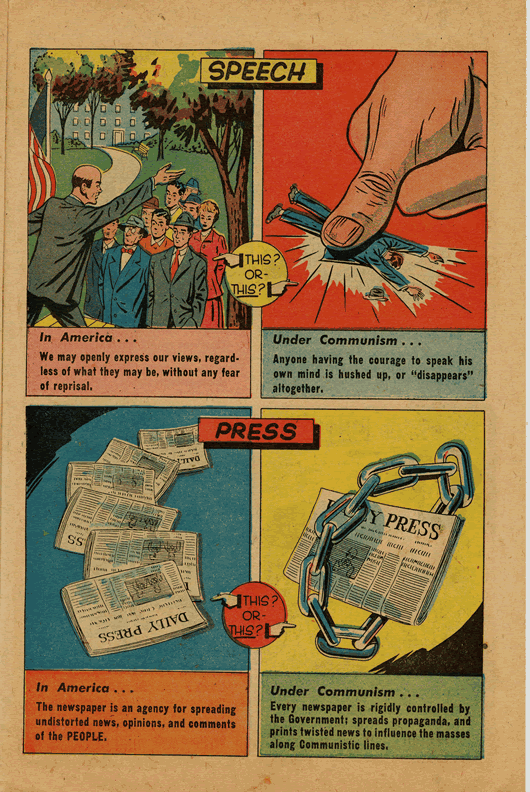 SPEECH
THIS?
OR-
THIS?
In America...
We may openly express our views, regard-
less of what they may be, without any fear
of reprisal.
Under Communism...
Anyone having the courage to speak his
own mind is hushed up, or "disappears"
altogether.
PRESS
DAILY PRESS
Y PRESS
THIS?
OR-
THIS?
In America...
The newspaper is an agency for spreading
undistorted news, opinions, and comments
of the PEOPLE.
Under Communism...
Every newspaper is rigidly controlled by
the Government; spreads propaganda, and
prints twisted news to influence the masses
along Communistic lines.